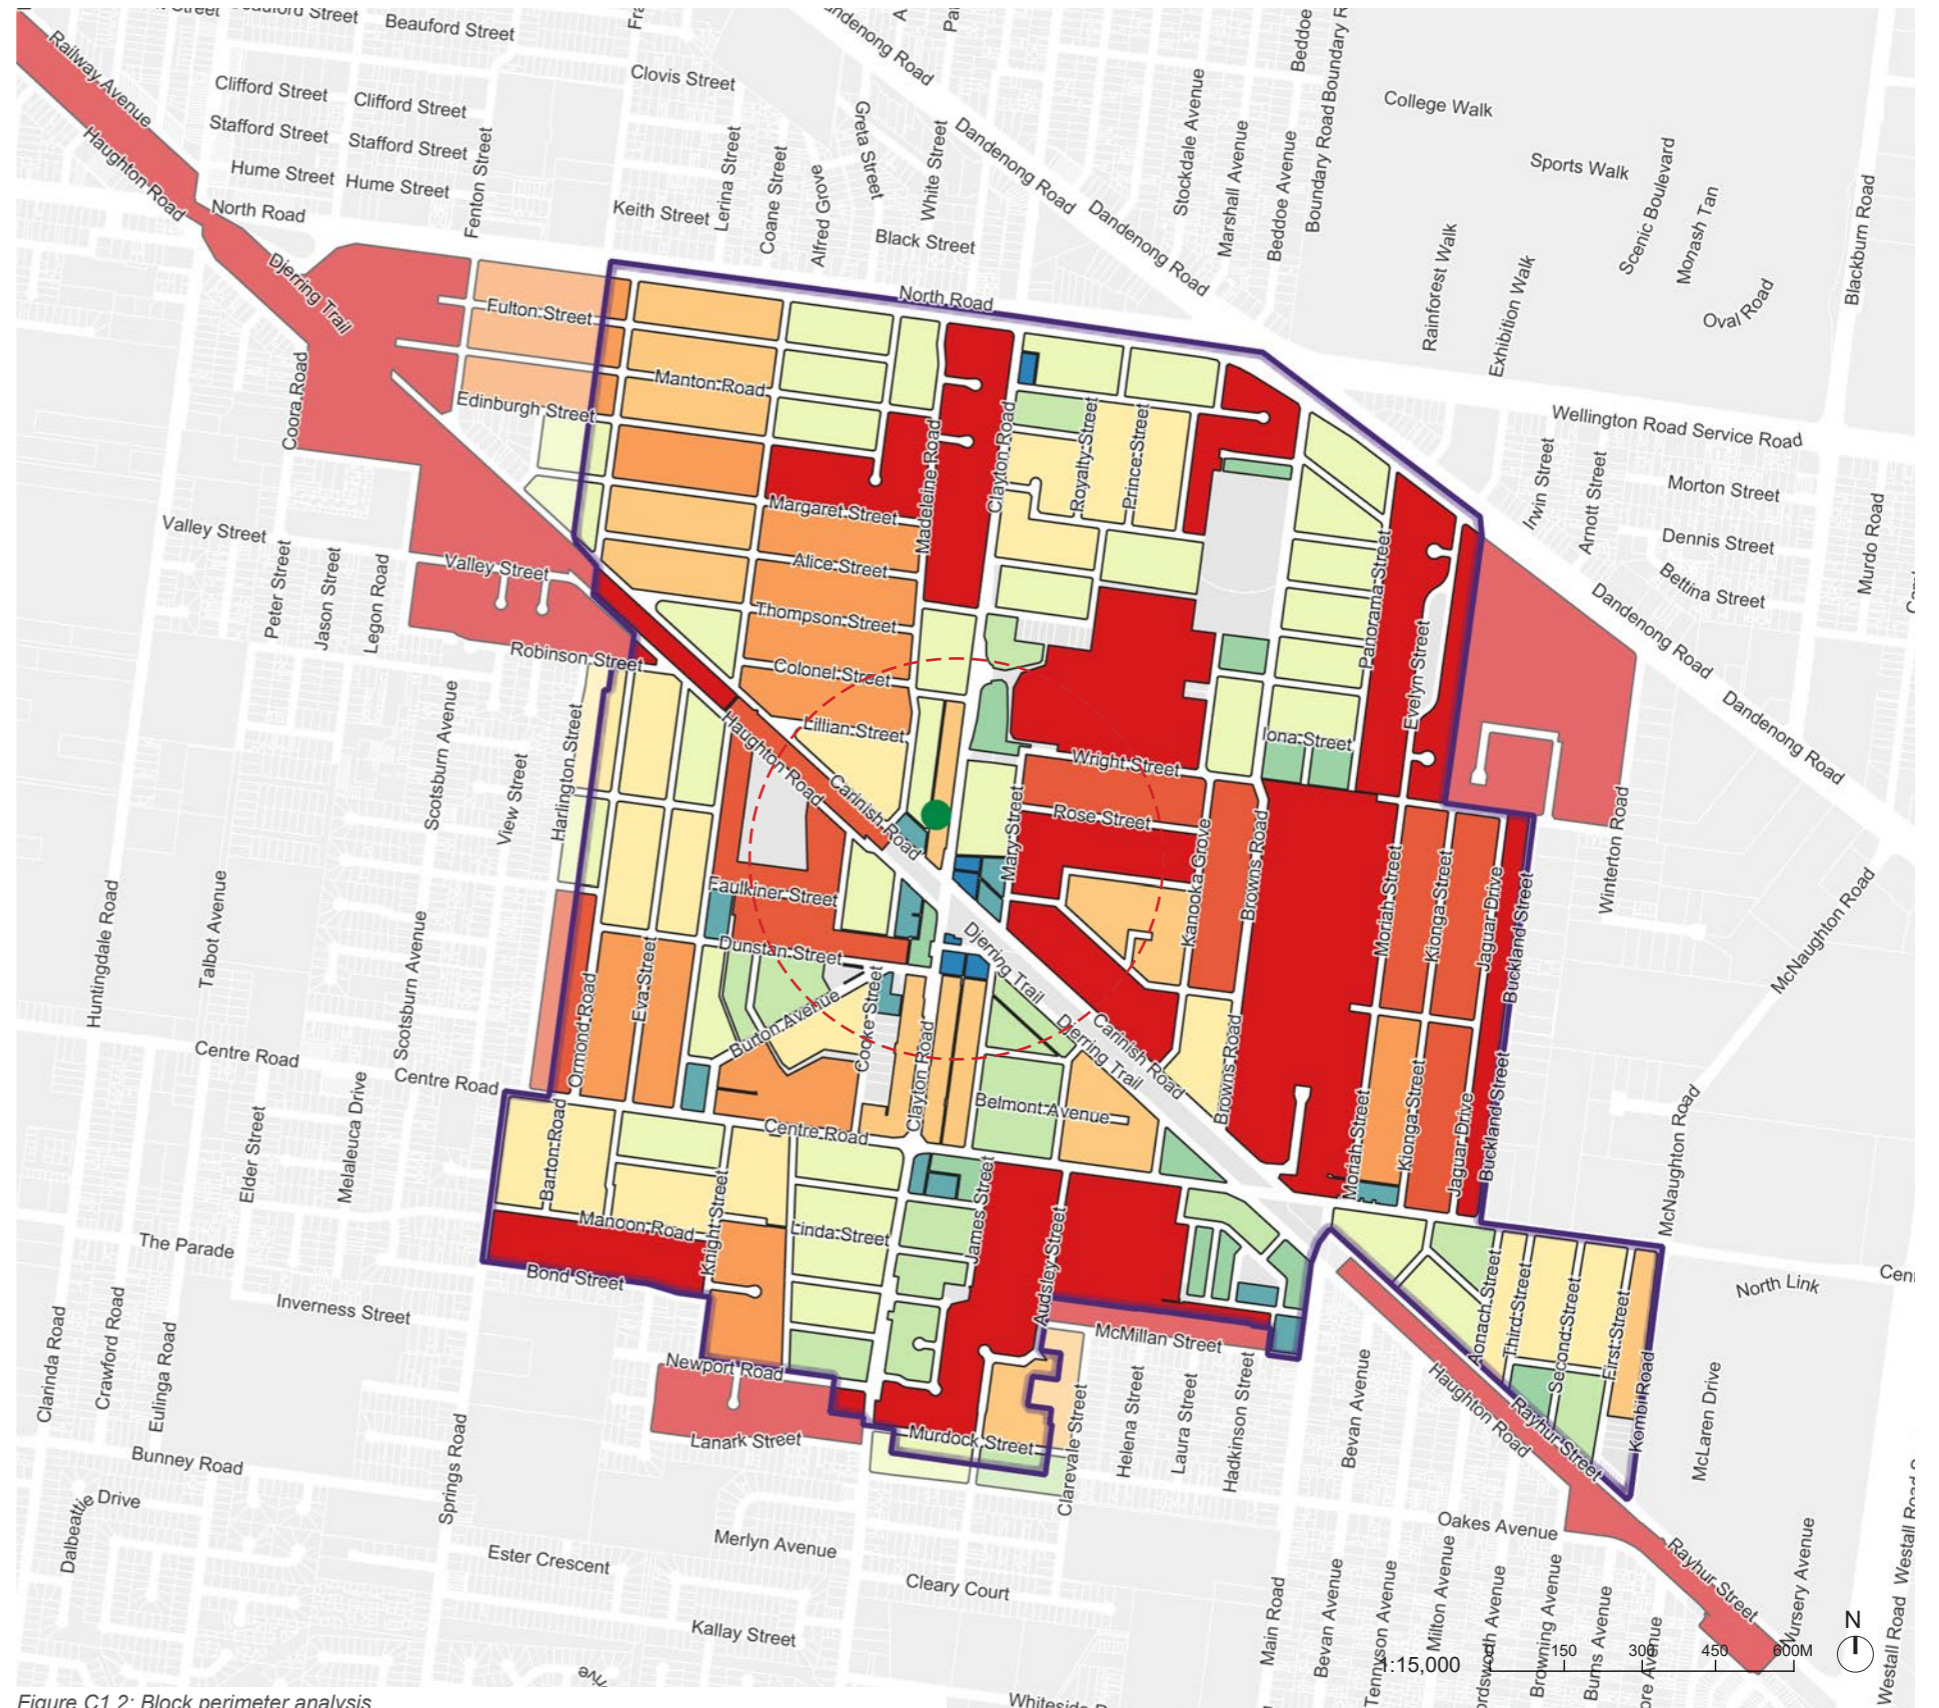 Beauford Street
Beauford Street
Clovis Street
Dandenong Road
Railway Avenue
Clifford Street
Clifford Street
Stafford Street
Stafford Street
Hume Street
Hume Street
Haughton Road
North Road
Fenton Street
Keith Street
Lerina Street
Coane Street
Alfred Grove
Greta Street
White Street
Black Street
Dandenong Road
Dandenong Road
Stockdale Avenue
Marshall Avenue
Beddoe Avenue
Beddoe
Boundary Road
Boundary R
College Walk
Sports Walk
Scenic Boulevard
Monash Tan
Oval Road
Rainforest Walk
Exhibition Walk
Blackburn Road
Djerring Trail
Fulton Street
North Road
Manton Road
Edinburgh Street
Coora Road
Clayton Road
Royalty Street
Prince Street
Madeleine Road
Margaret Street
Alice Street
Thompson Street
Colonel Street
Lillian Street
Panorama Street
Evelyn Street
Iona Street
Wellington Road Service Road
Irwin Street
Arnott Street
Morton Street
Dennis Street
Bettina Street
Murdo Road
Dandenong Road
Dandenong Road
Valley Street
Valley Street
Peter Street
Jason Street
Legon Road
Robinson Street
Scotsburn Avenue
View Street
Harlington Street
Haughton Road
Carinish Road
Wright Street
Rose Street
Mary Street
Kanooka Grove
Browns Road
Moriah Street
Kionga Street
Jaguar Drive
Buckland Street
Winterton Road
McNaughton Road
Huntingdale Road
Talbot Avenue
Scotsburn Avenue
Faulkiner Street
Dunstan Street
Eva Street
Ormond Road
Burton Avenue
Cooke Street
Clayton Road
Djerring Trail
Djerring Trail
Carinish Road
Browns Road
Belmont Avenue
Centre Road
Centre Road
Centre Road
Elder Street
Melaleuca Drive
Barton Road
Manoon Road
Knight Street
Linda Street
James Street
Audsley Street
Moriah Street
Kionga Street
Jaguar Drive
Buckland Street
McNaughton Road
The Parade
Bond Street
Inverness Street
Clarinda Road
Crawford Road
Eulinga Road
Springs Road
Newport Road
Lanark Street
Murdock Street
McMillan Street
Clarevale Street
Helena Street
Laura Street
Hadkinson Street
Bevan Avenue
Haughton Road
Rayhur Street
Aonach Street
Third Street
Second Street
First Street
Kombi Road
McLaren Drive
North Link
Bunney Road
Dalbeattie Drive
Ester Crescent
Merlyn Avenue
Cleary Court
Kallay Street
Oakes Avenue
Rayhur Street
Nursery Avenue
Main Road
Bevan Avenue
Tennyson Avenue
Milton Avenue
Browning Avenue
Burns Avenue
Westall Road
Westall Road
N
1:15,000
0 150 300 450 600M
Figure C1.2: Block perimeter analysis